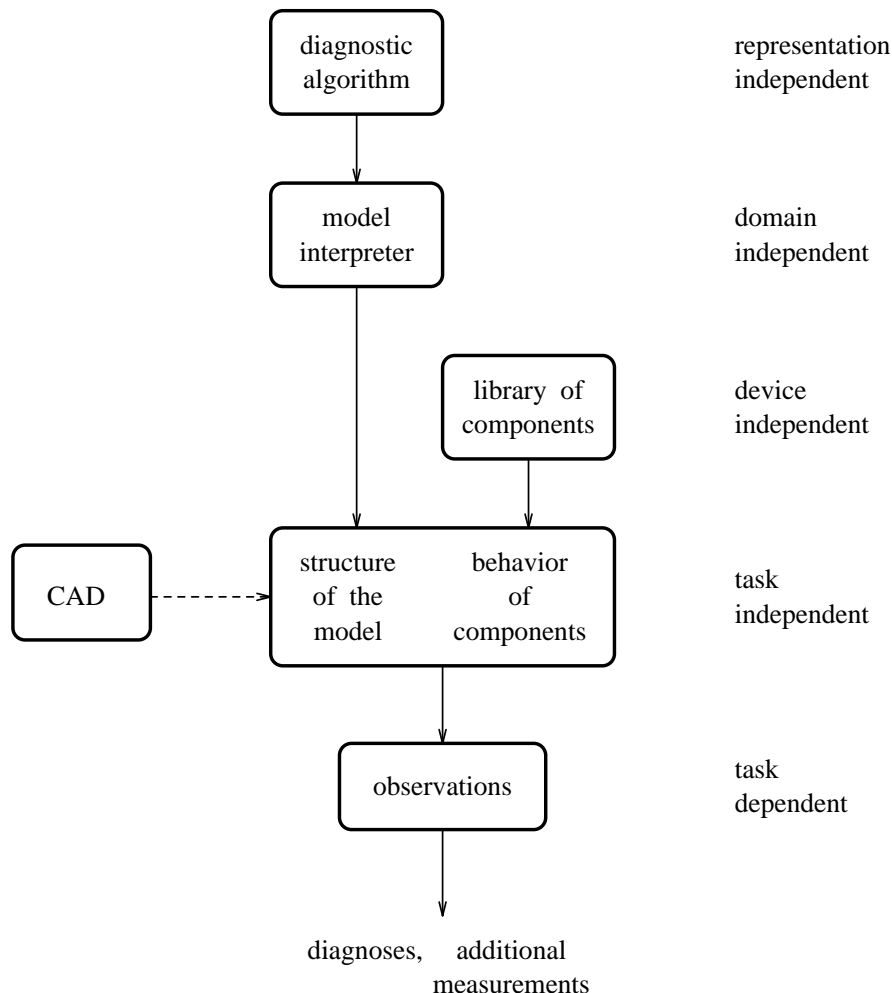 diagnostic
algorithm
representation
independent
model
interpreter
domain
independent
library of
components
device
independent
CAD
structure
of the
model
behavior
of
components
task
independent
observations
task
dependent
diagnoses, additional
measurements